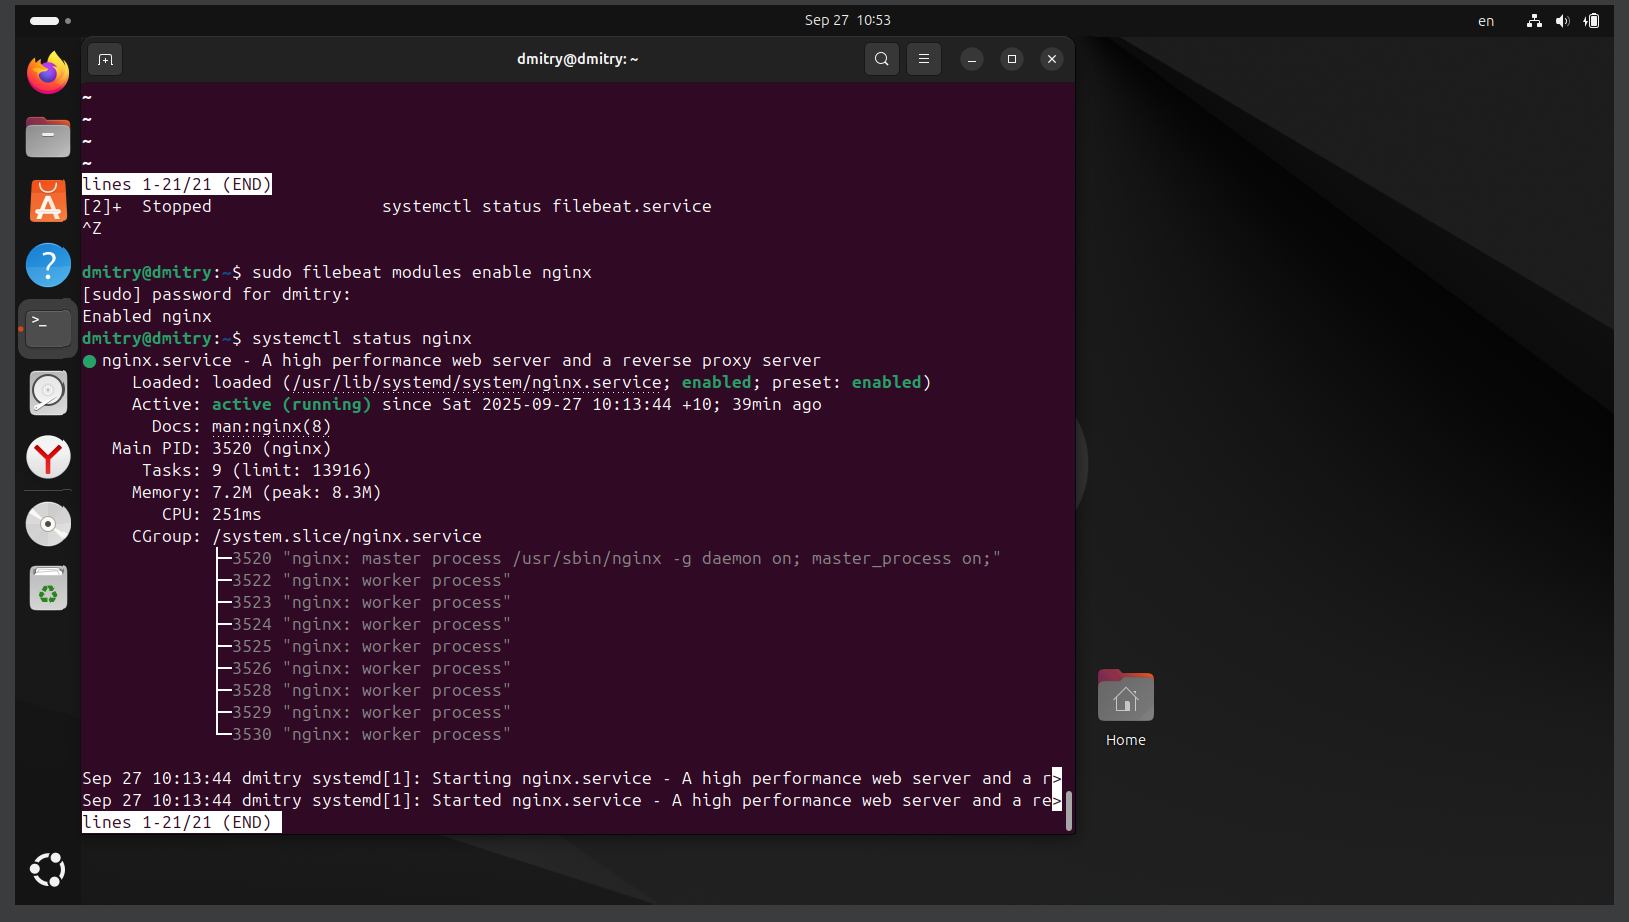 Sep 27 10:53
en
dmitry@dmitry: ~
~
~
~
~
lines 1-21/21 (END)
[2]+  Stopped                 systemctl status filebeat.service
^Z
dmitry@dmitry:~$ sudo filebeat modules enable nginx
[sudo] password for dmitry:
Enabled nginx
dmitry@dmitry:~$ systemctl status nginx
● nginx.service - A high performance web server and a reverse proxy server
     Loaded: loaded (/usr/lib/systemd/system/nginx.service; enabled; preset: enabled)
     Active: active (running) since Sat 2025-09-27 10:13:44 +10; 39min ago
       Docs: man:nginx(8)
   Main PID: 3520 (nginx)
      Tasks: 9 (limit: 13916)
     Memory: 7.2M (peak: 8.3M)
        CPU: 251ms
     CGroup: /system.slice/nginx.service
             ├─3520 "nginx: master process /usr/sbin/nginx -g daemon on; master_process on;"
             ├─3522 "nginx: worker process"
             ├─3523 "nginx: worker process"
             ├─3524 "nginx: worker process"
             ├─3525 "nginx: worker process"
             ├─3526 "nginx: worker process"
             ├─3528 "nginx: worker process"
             ├─3529 "nginx: worker process"
             └─3530 "nginx: worker process"
Sep 27 10:13:44 dmitry systemd[1]: Starting nginx.service - A high performance web server and a r>
Sep 27 10:13:44 dmitry systemd[1]: Started nginx.service - A high performance web server and a re>
lines 1-21/21 (END)
Home